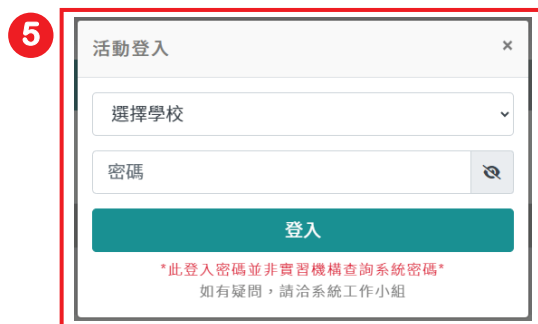 5
活動登入 ×
選擇學校
密碼
登入
*此登入密碼並非實習機構查詢系統密碼*
如有疑問，請洽系統工作小組